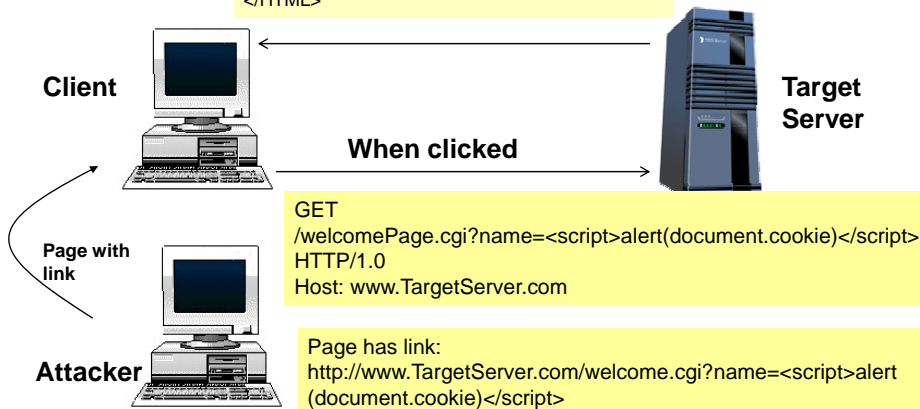 </HTML>
Client
Target
Server
When clicked
GET
/welcomePage.cgi?name=<script>alert(document.cookie)</script>
HTTP/1.0
Host: www.TargetServer.com
Page with
link
Attacker
Page has link:
http://www.TargetServer.com/welcome.cgi?name=<script>alert
(document.cookie)</script>